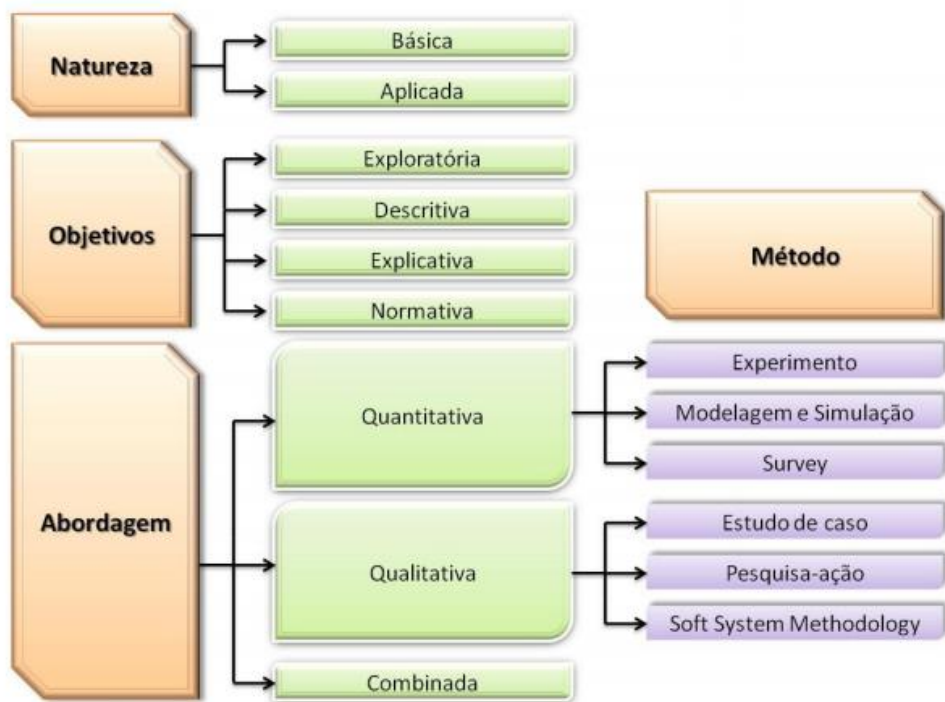 Natureza
Básica
Aplicada
Objetivos
Exploratória
Descritiva
Explicativa
Normativa
Método
Abordagem
Quantitativa
Experimento
Modelagem e Simulação
Survey
Qualitativa
Estudo de caso
Pesquisa-ação
Soft System Methodology
Combinada